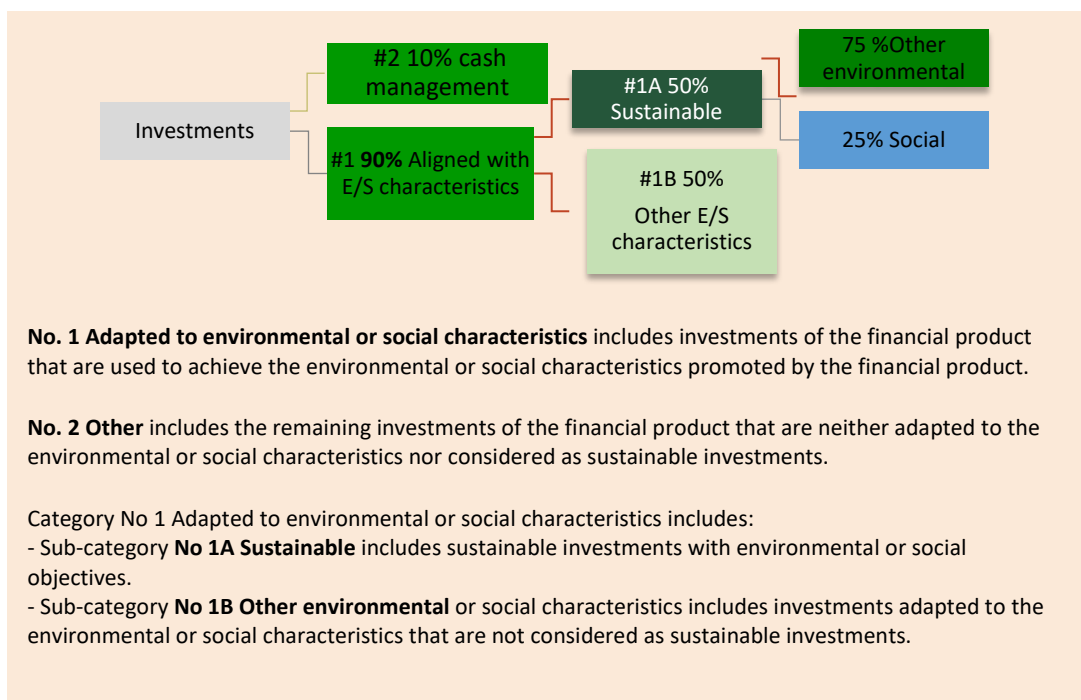 #2 10% cash
management
Investments
#1 90% Aligned with
E/S characteristics
#1A 50%
Sustainable
#1B 50%
Other E/S
characteristics
75 %Other
environmental
25% Social
No. 1 Adapted to environmental or social characteristics includes investments of the financial product
that are used to achieve the environmental or social characteristics promoted by the financial product.
No. 2 Other includes the remaining investments of the financial product that are neither adapted to the
environmental or social characteristics nor considered as sustainable investments.
Category No 1 Adapted to environmental or social characteristics includes:
- Sub-category No 1A Sustainable includes sustainable investments with environmental or social
objectives.
- Sub-category No 1B Other environmental or social characteristics includes investments adapted to the
environmental or social characteristics that are not considered as sustainable investments.